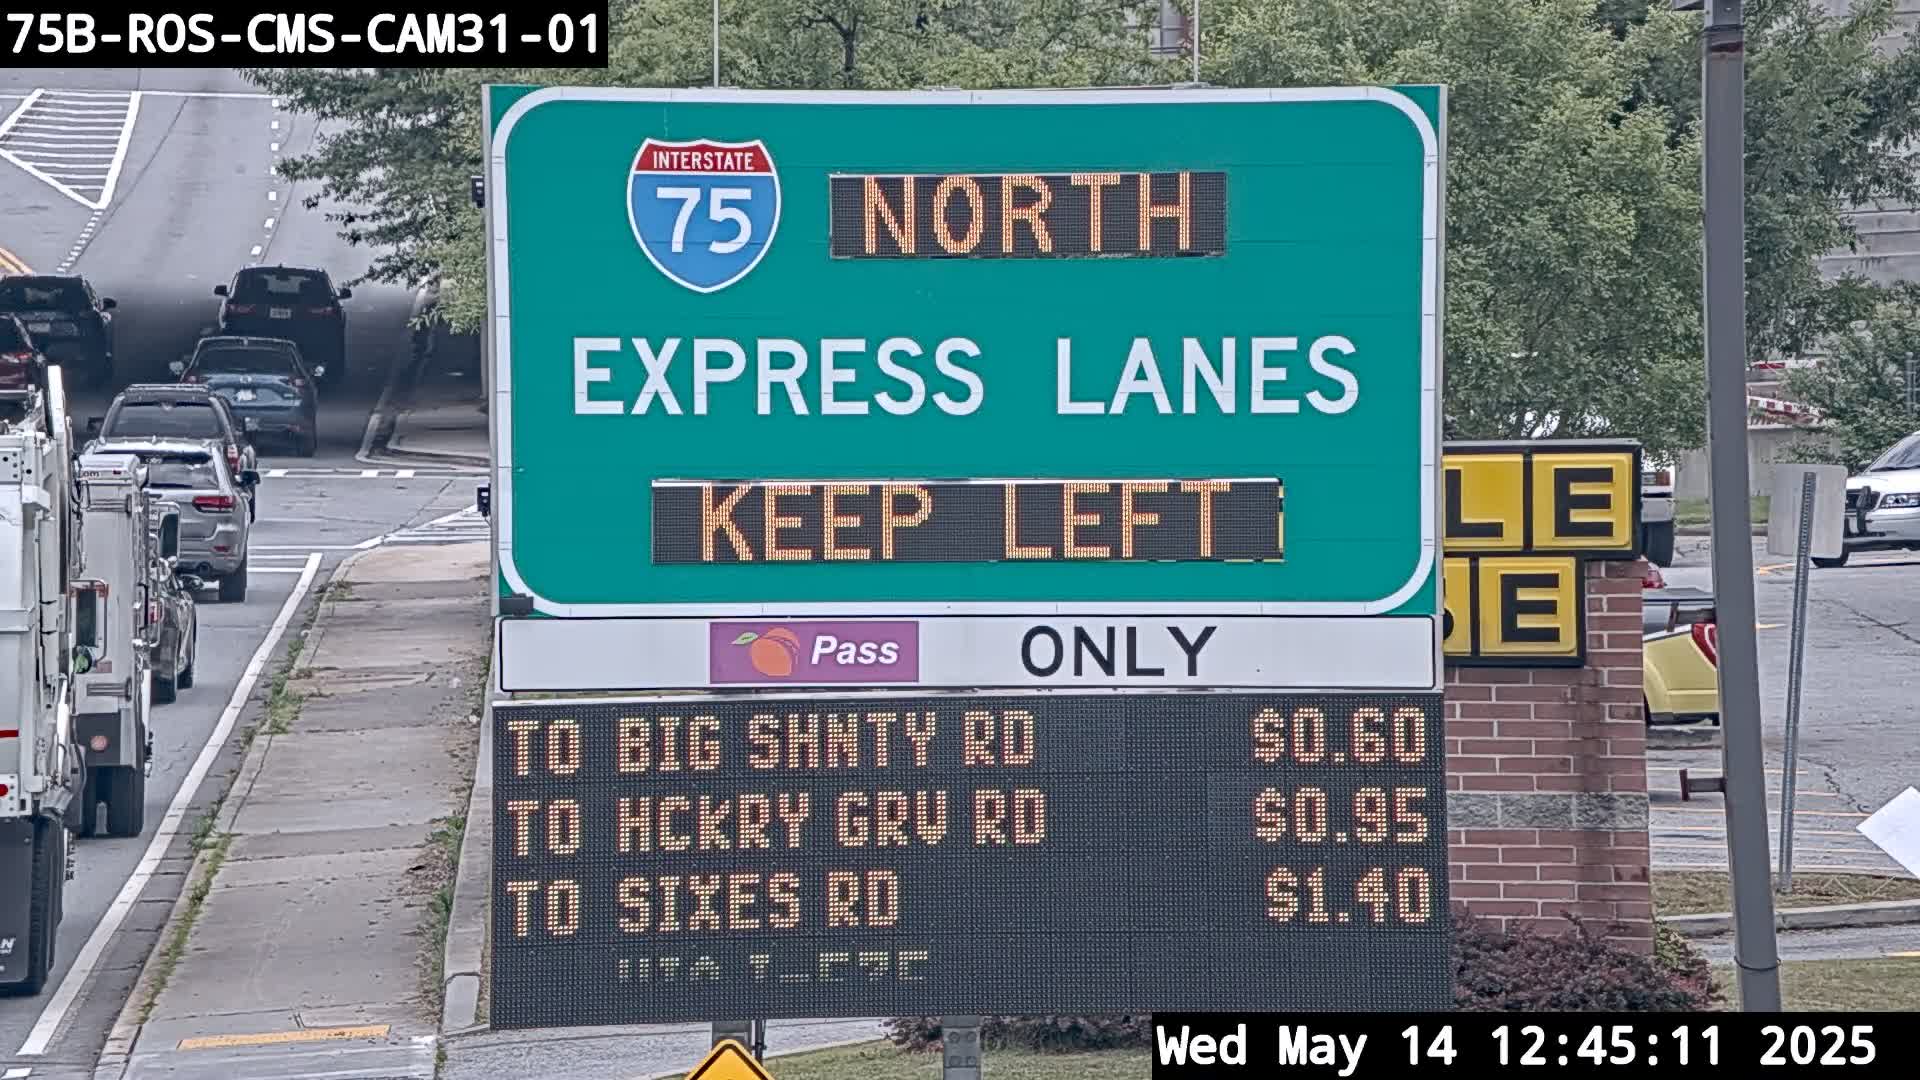 75B-ROS-CMS-CAM31-01
INTERSTATE
75
NORTH
EXPRESS LANES
KEEP LEFT
Pass ONLY
TO BIG SHNTY RD $0.60
TO HCKRY GRV RD $0.95
TO SIXES RD $1.40
LE
E
Wed May 14 12:45:11 2025